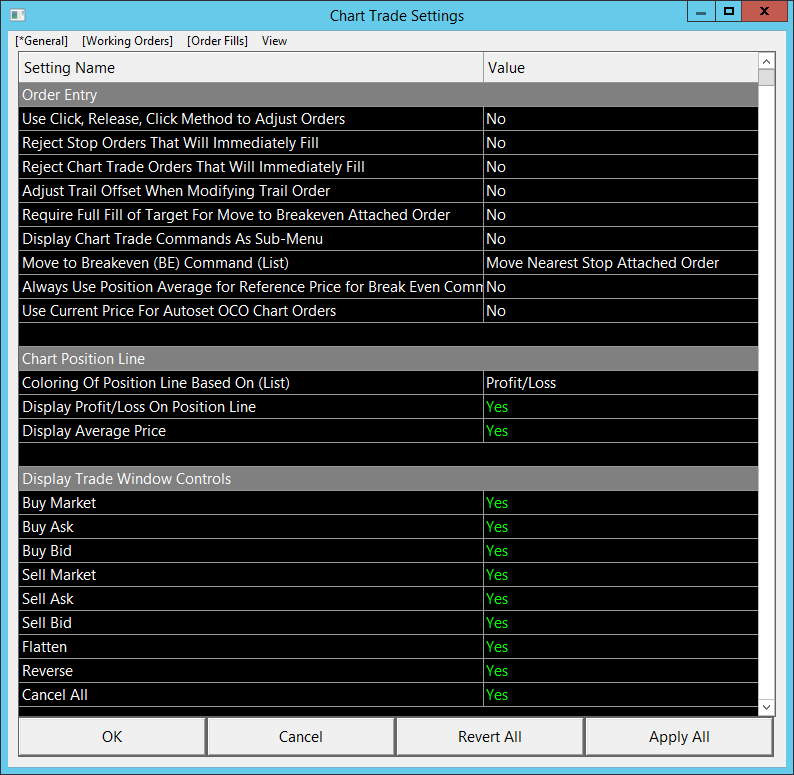 Chart Trade Settings
[*General] [Working Orders] [Order Fills] View
Setting Name Value
Order Entry
Use Click, Release, Click Method to Adjust Orders No
Reject Stop Orders That Will Immediately Fill No
Reject Chart Trade Orders That Will Immediately Fill No
Adjust Trail Offset When Modifying Trail Order No
Require Full Fill of Target For Move to Breakeven Attached Order No
Display Chart Trade Commands As Sub-Menu No
Move to Breakeven (BE) Command (List) Move Nearest Stop Attached Order
Always Use Position Average for Reference Price for Break Even Comm No
Use Current Price For Autoset OCO Chart Orders No
Chart Position Line
Coloring Of Position Line Based On (List) Profit/Loss
Display Profit/Loss On Position Line Yes
Display Average Price Yes
Display Trade Window Controls
Buy Market Yes
Buy Ask Yes
Buy Bid Yes
Sell Market Yes
Sell Ask Yes
Sell Bid Yes
Flatten Yes
Reverse Yes
Cancel All Yes
OK Cancel Revert All Apply All